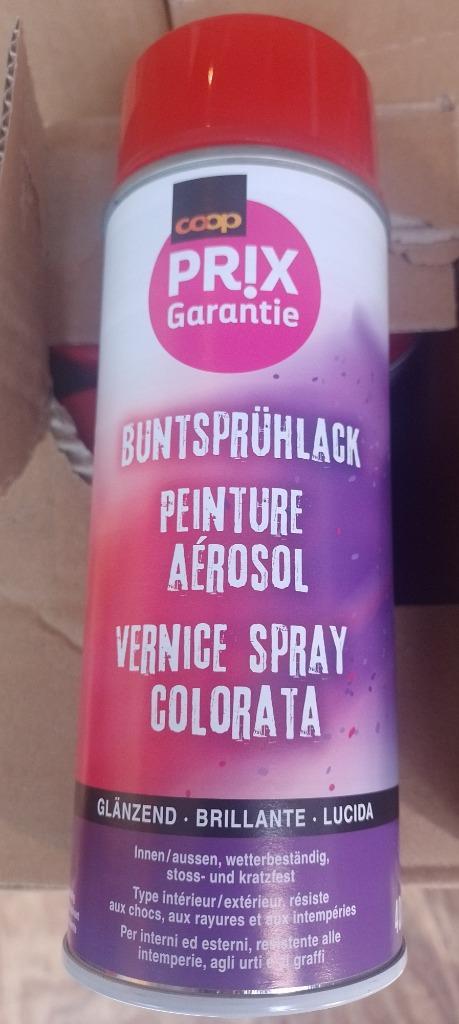 coop
PR!X
Garantie
BUNTSPRÜHLACK
PEINTURE
AÉROSOL
VERNICE SPRAY
COLORATA
GLÄNZEND · BRILLANTE · LUCIDA
Innen/aussen, wetterbeständig,
stoss- und kratzfest
Type intérieur/extérieur, résiste
aux chocs, aux rayures et aux intempéries
Per interni ed esterni, resistente alle
intemperie, agli urti e ai graffi